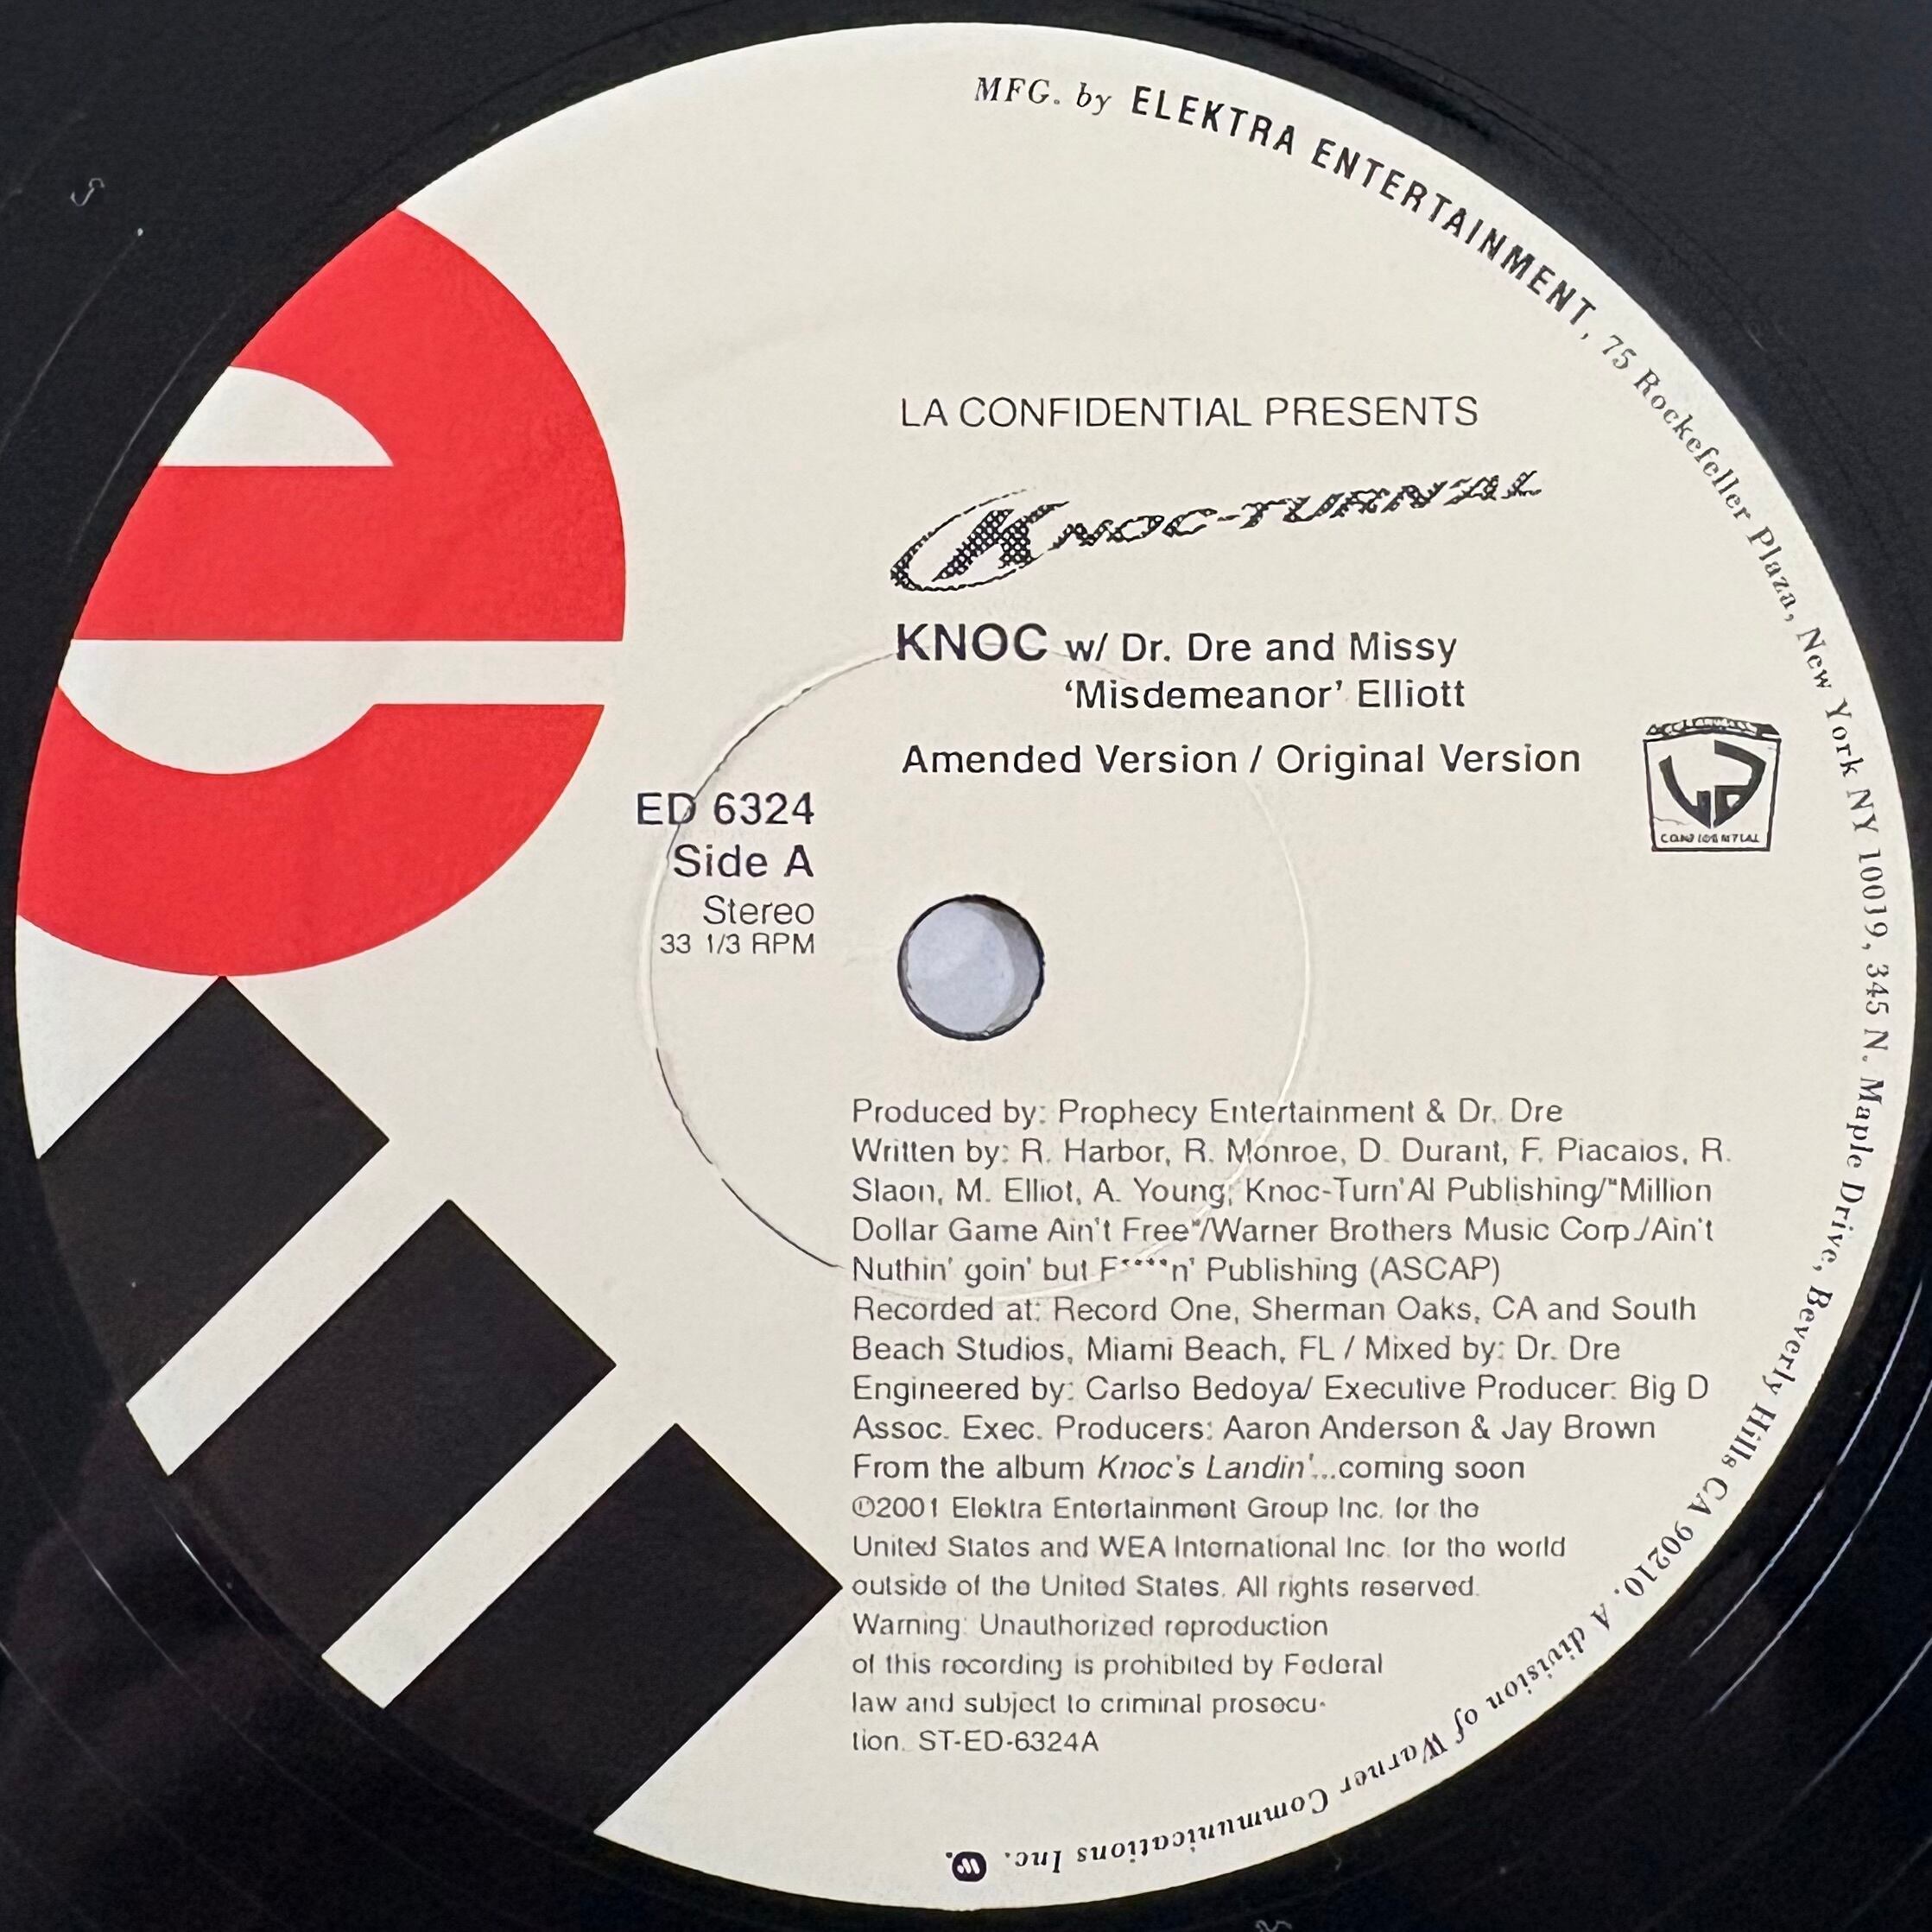 MFG. by ELEKTRA ENTERTAINMENT, 75 Rockefeller Plaza, New York NY 10019, 345 N. Maple Drive, Beverly Hills CA 90210. A division of Warner Communications Inc.
LA CONFIDENTIAL PRESENTS
KNOC-TURN'AL
KNOC w/ Dr. Dre and Missy
‘Misdemeanor’ Elliott
Amended Version / Original Version
LA
CONFIDENTIAL
ED 6324
Side A
Stereo
33 1/3 RPM
Produced by: Prophecy Entertainment & Dr. Dre
Written by: R. Harbor, R. Monroe, D. Durant, F. Piacaios, R.
Slaon, M. Elliot, A. Young; Knoc-Turn'Al Publishing/"Million
Dollar Game Ain't Free"/Warner Brothers Music Corp./Ain't
Nuthin' goin' but F****n' Publishing (ASCAP)
Recorded at: Record One, Sherman Oaks, CA and South
Beach Studios, Miami Beach, FL / Mixed by: Dr. Dre
Engineered by: Carlso Bedoya/ Executive Producer: Big D
Assoc. Exec. Producers: Aaron Anderson & Jay Brown
From the album Knoc's Landin'...coming soon
℗2001 Elektra Entertainment Group Inc. for the
United States and WEA International Inc. for the world
outside of the United States. All rights reserved.
Warning: Unauthorized reproduction
of this recording is prohibited by Federal
law and subject to criminal prosecu-
tion. ST-ED-6324A